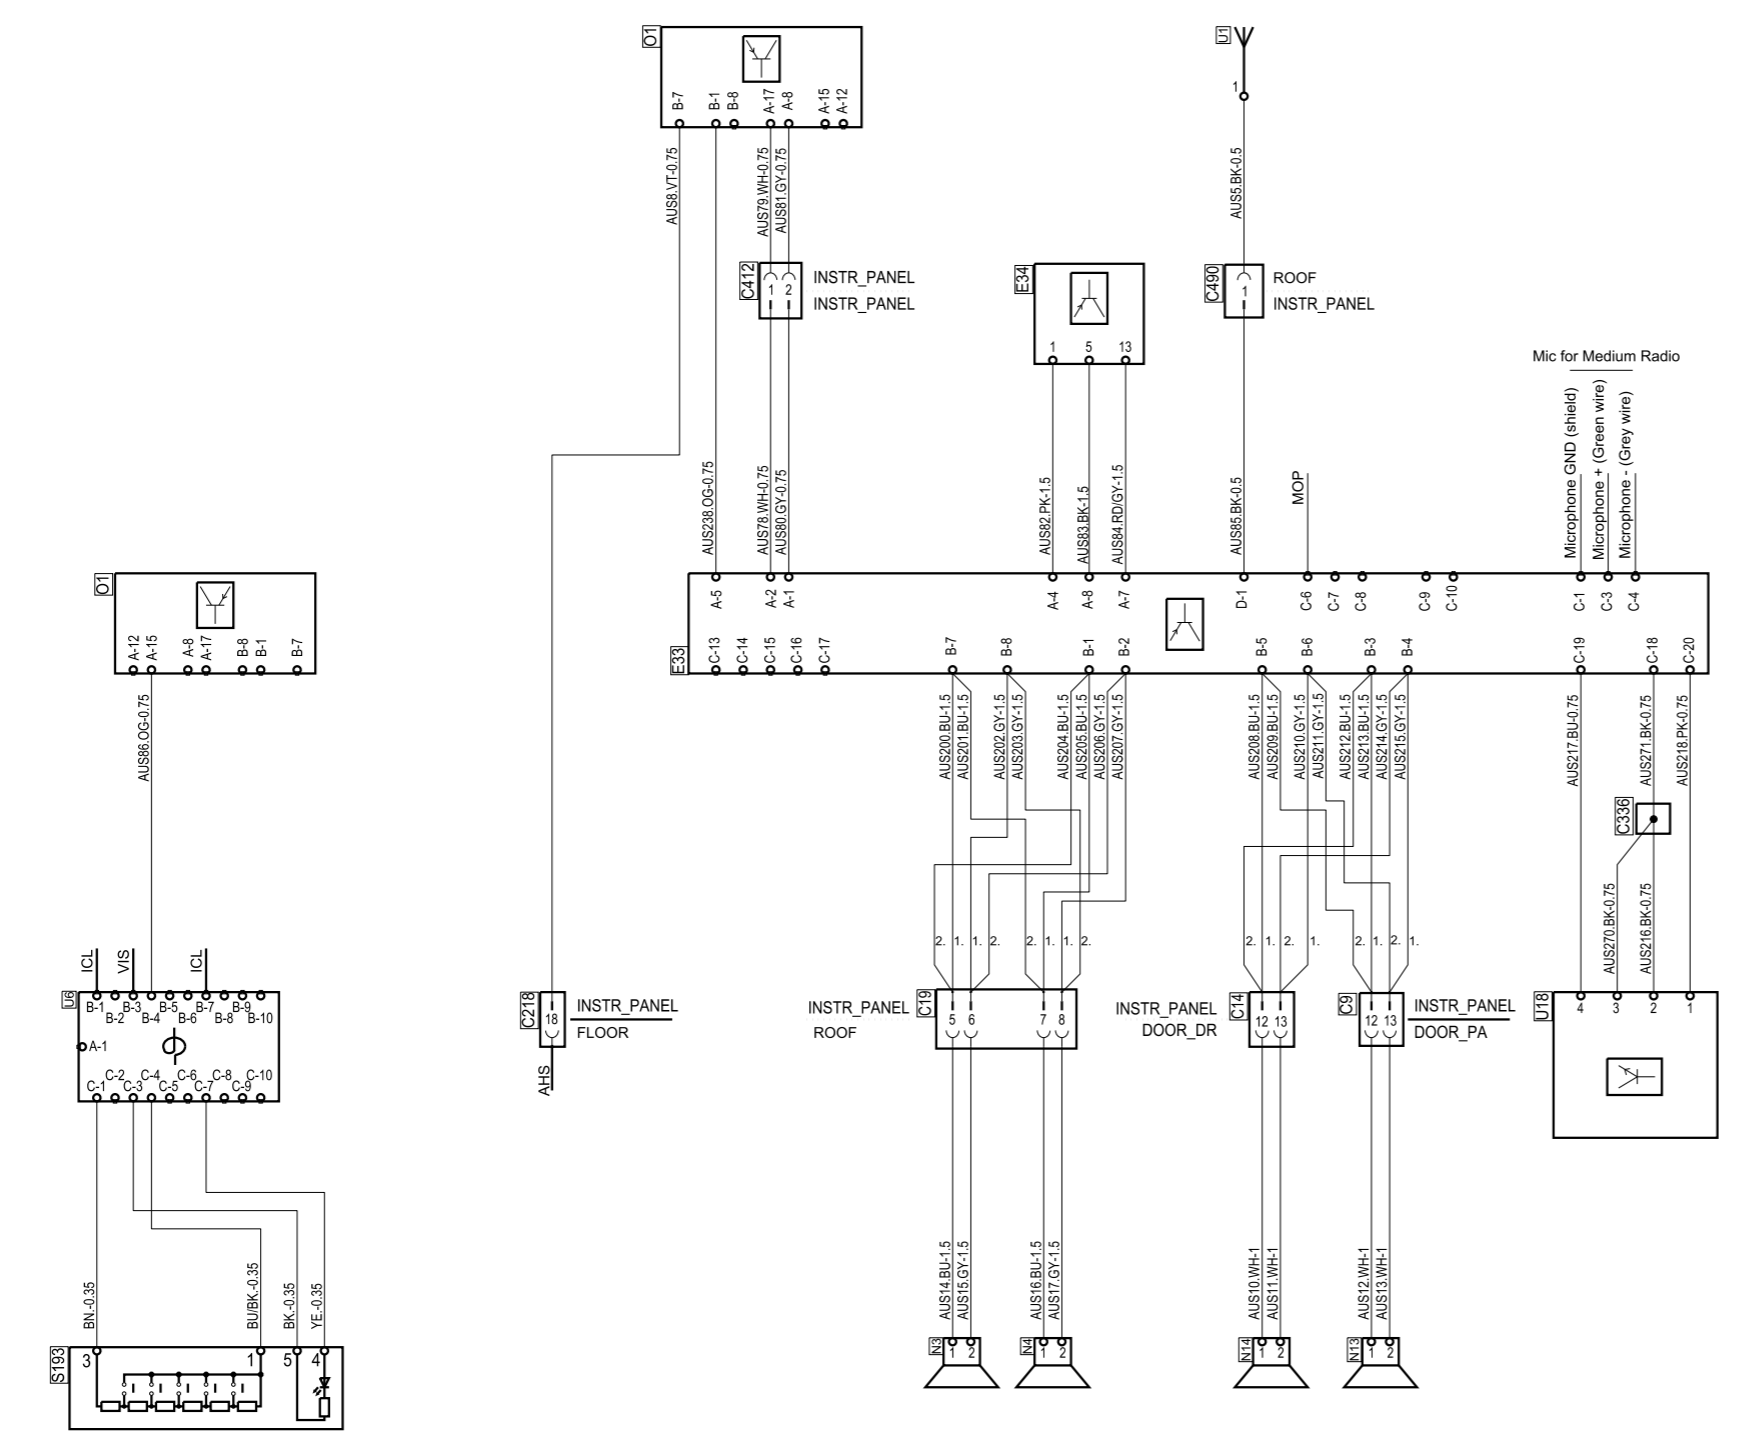 O1
B-7
B-1
B-8
A-17
A-8
A-15
A-12
U1
1
AUS8.VT-0.75
AUS79.WH-0.75
AUS81.GY-0.75
AUS5.BK-0.5
C412
1 2
INSTR_PANEL
INSTR_PANEL
E34
1 5 13
C490
1
ROOF
INSTR_PANEL
Mic for Medium Radio
Microphone GND (shield)
Microphone + (Green wire)
Microphone - (Grey wire)
AUS238.OG-0.75
AUS78.WH-0.75
AUS80.GY-0.75
AUS82.PK-1.5
AUS83.BK-1.5
AUS84.RD/GY-1.5
AUS85.BK-0.5
MOP
E33
A-5
A-2
A-1
A-4
A-8
A-7
D-1
C-6
C-7
C-8
C-9
C-10
C-1
C-3
C-4
C-13
C-14
C-15
C-16
C-17
B-7
B-8
B-1
B-2
B-5
B-6
B-3
B-4
C-19
C-18
C-20
O1
A-12
A-15
A-8
A-17
B-8
B-1
B-7
AUS86.OG-0.75
AUS200.BU-1.5
AUS201.BU-1.5
AUS202.GY-1.5
AUS203.GY-1.5
AUS204.BU-1.5
AUS205.BU-1.5
AUS206.GY-1.5
AUS207.GY-1.5
AUS208.BU-1.5
AUS209.BU-1.5
AUS210.GY-1.5
AUS211.GY-1.5
AUS212.BU-1.5
AUS213.BU-1.5
AUS214.GY-1.5
AUS215.GY-1.5
AUS217.BU-0.75
AUS271.BK-0.75
AUS218.PK-0.75
C336
AUS270.BK-0.75
AUS216.BK-0.75
2. 1. 1. 2. 2. 1. 1. 2. 2. 1. 2. 1. 2. 1. 2. 1.
ICL
VIS
ICL
U6
B-1 B-3 B-5 B-7 B-9
B-2 B-4 B-6 B-8 B-10
A-1
C-2 C-4 C-6 C-8 C-10
C-1 C-3 C-5 C-7 C-9
C218
18
INSTR_PANEL
FLOOR
AHS
INSTR_PANEL
ROOF
C19
5 6 7 8
INSTR_PANEL
DOOR_DR
C14
12 13
C9
12 13
INSTR_PANEL
DOOR_PA
U18
4 3 2 1
BN.-0.35
BU/BK.-0.35
BK.-0.35
YE.-0.35
AUS14.BU-1.5
AUS15.GY-1.5
AUS16.BU-1.5
AUS17.GY-1.5
AUS10.WH-1
AUS11.WH-1
AUS12.WH-1
AUS13.WH-1
S193
3 1 5 4
N3
1 2
N4
1 2
N14
1 2
N13
1 2